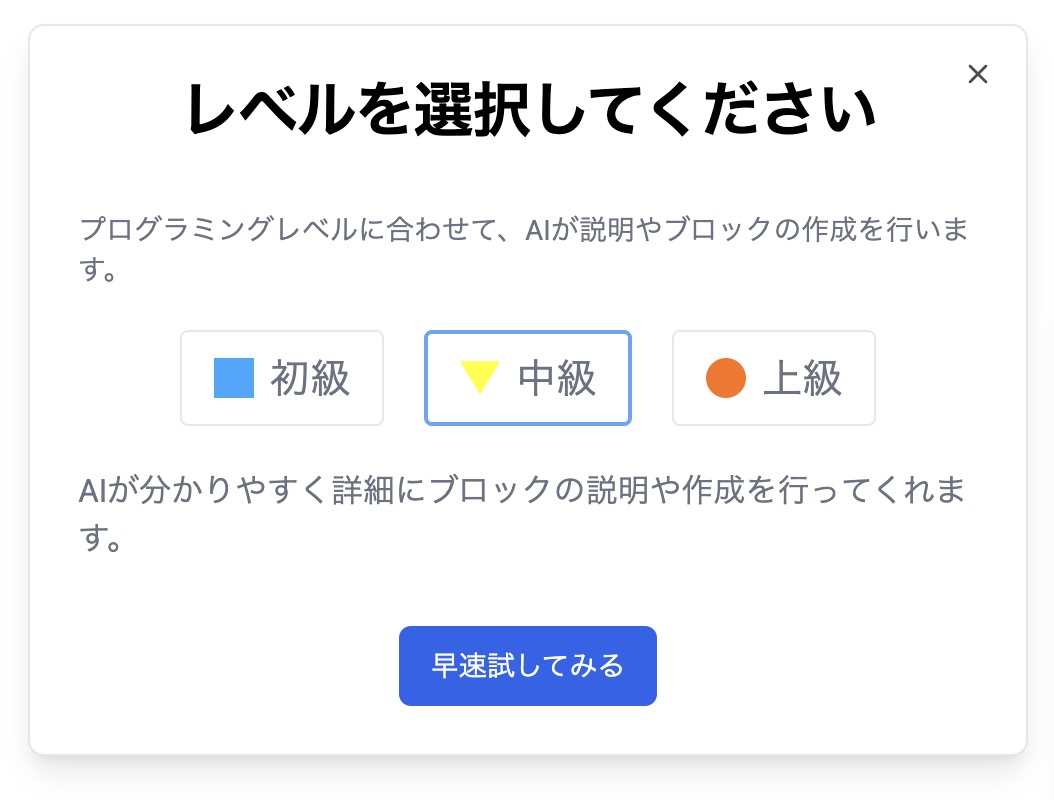 レベルを選択してください
プログラミングレベルに合わせて、AIが説明やブロックの作成を行いま
す。
初級
中級
上級
AIが分かりやすく詳細にブロックの説明や作成を行ってくれま
す。
早速試してみる